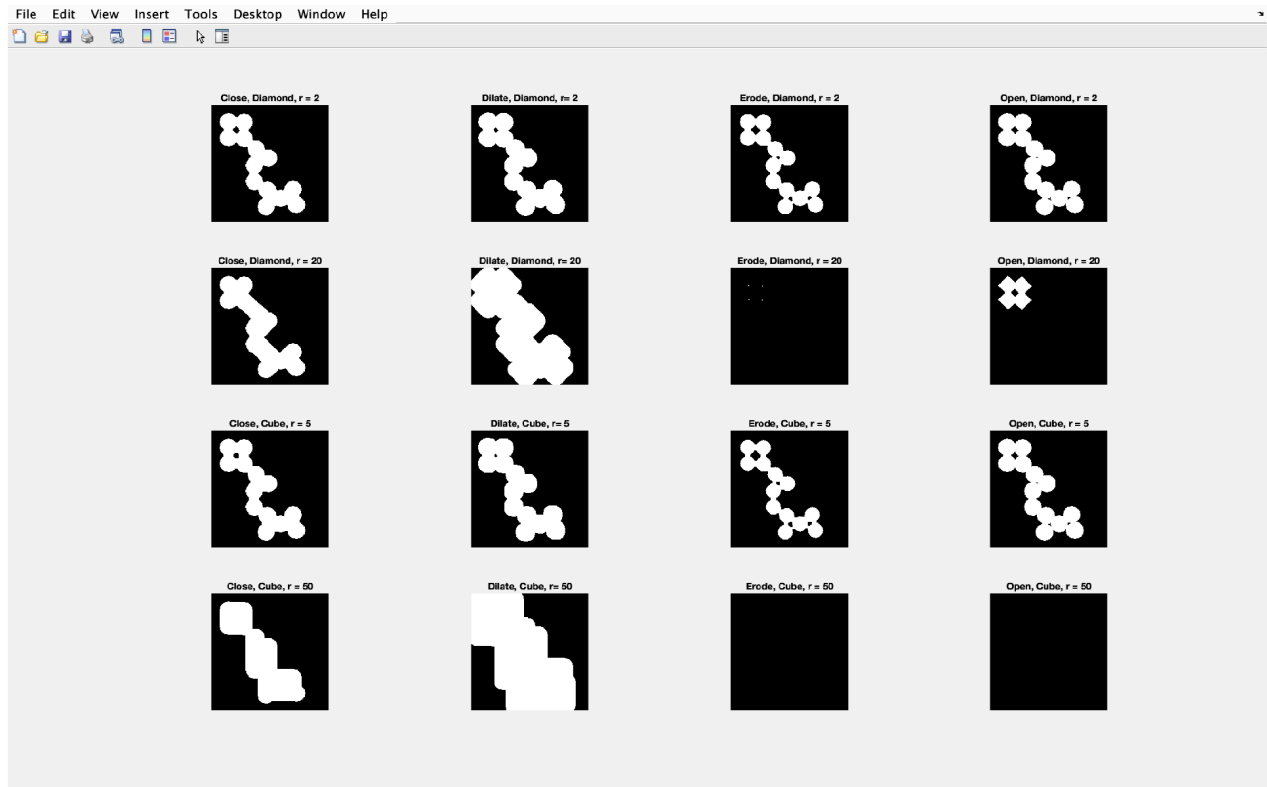 File Edit View Insert Tools Desktop Window Help
Close, Diamond, r = 2
Dilate, Diamond, r= 2
Erode, Diamond, r = 2
Open, Diamond, r = 2
Close, Diamond, r = 20
Dilate, Diamond, r= 20
Erode, Diamond, r = 20
Open, Diamond, r = 20
Close, Cube, r = 5
Dilate, Cube, r= 5
Erode, Cube, r = 5
Open, Cube, r = 5
Close, Cube, r = 50
Dilate, Cube, r= 50
Erode, Cube, r = 50
Open, Cube, r = 50